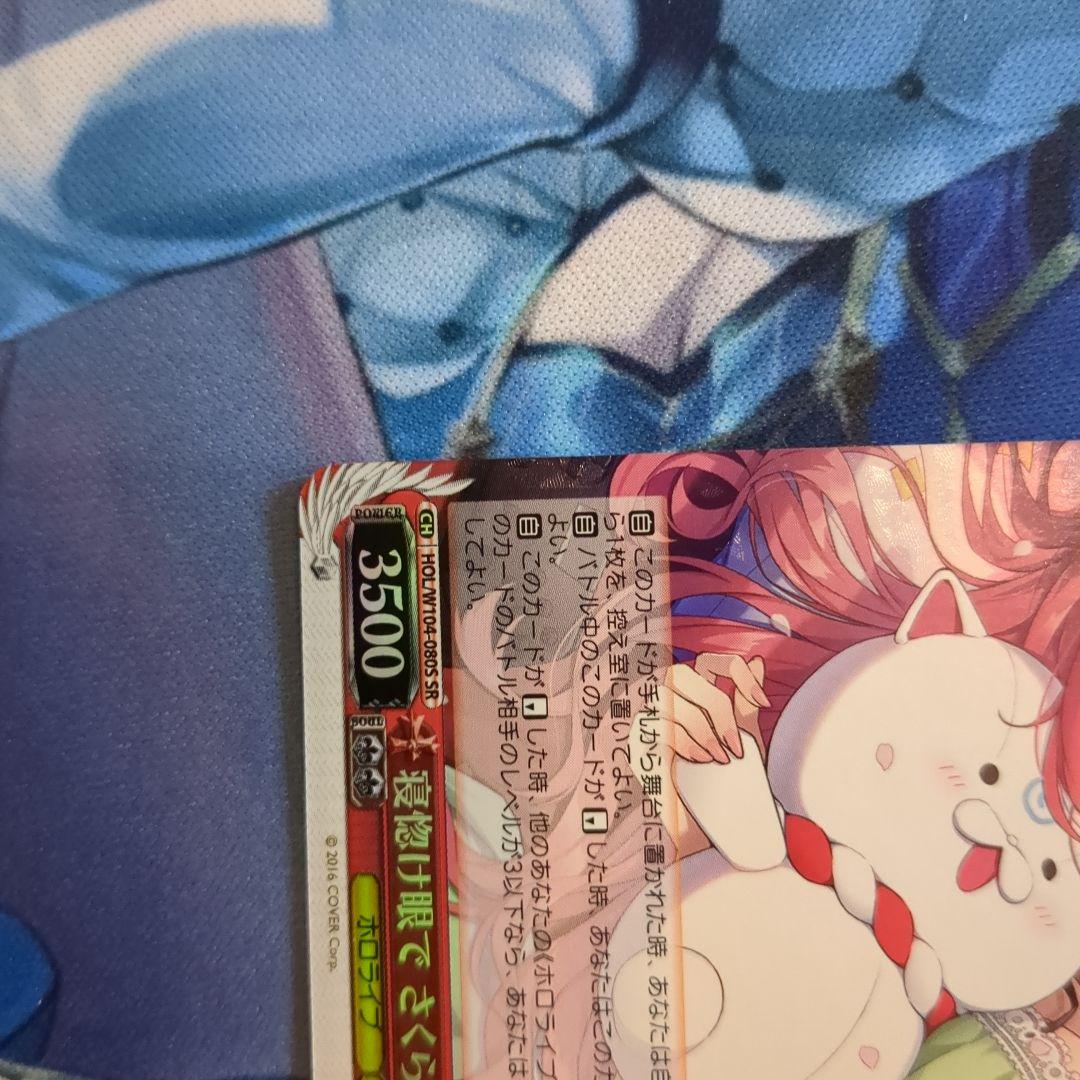 【自】 このカードが手札から舞台に置かれた時、あなたは自
ら1枚を、控え室に置いてよい。
【自】 バトル中のこのカードが【▼】した時、あなたはこのカ
よい。
【自】 このカードが【▼】した時、他のあなたの《ホロライブ
のカードのバトル相手のレベルが3以下なら、あなたは
してよい。
CH HOL/W104-080S SR
POWER 3500
SOUL
寝惚け眼で さくら
ホロライブ
© 2016 COVER Corp.